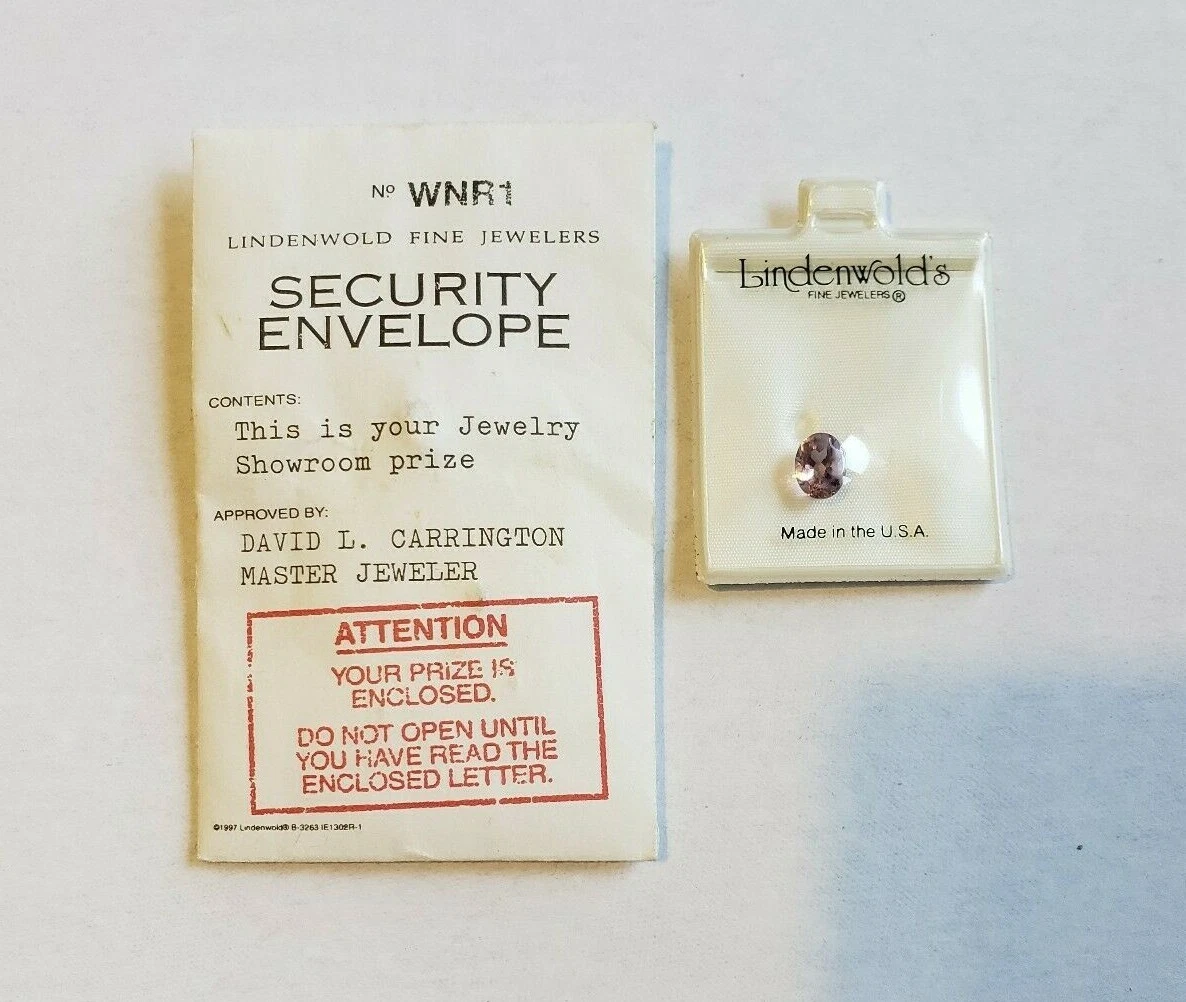 Nº WNR1
LINDENWOLD FINE JEWELERS
SECURITY
ENVELOPE
CONTENTS:
This is your Jewelry
Showroom prize
APPROVED BY:
DAVID L. CARRINGTON
MASTER JEWELER
ATTENTION
YOUR PRIZE IS
ENCLOSED.
DO NOT OPEN UNTIL
YOU HAVE READ THE
ENCLOSED LETTER.
©1997 Lindenwold® B-3263 IE1302R-1
Lindenwold's
FINE JEWELERS®
Made in the U.S.A.